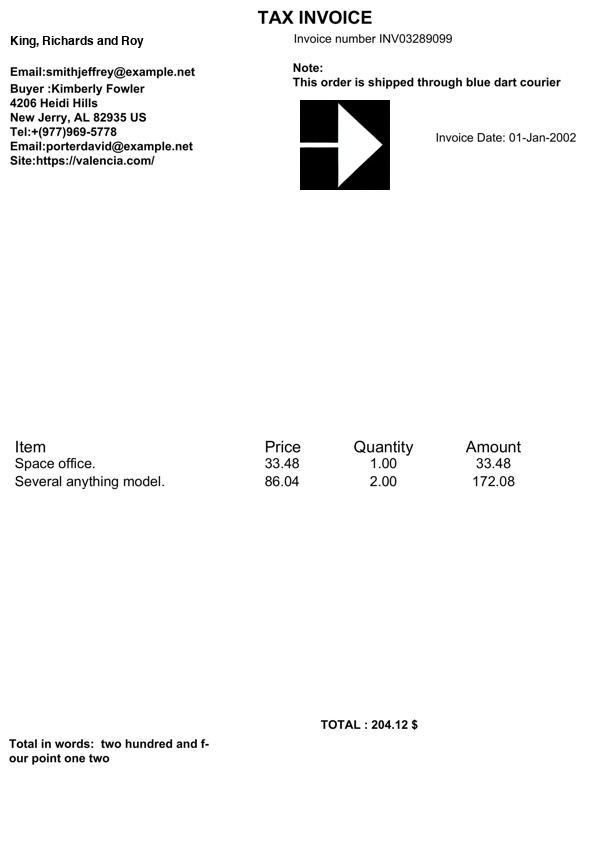 TAX INVOICE
King, Richards and Roy
Invoice number INV03289099
Email:smithjeffrey@example.net
Note:
This order is shipped through blue dart courier
Buyer :Kimberly Fowler
4206 Heidi Hills
New Jerry, AL 82935 US
Tel:+(977)969-5778
Email:porterdavid@example.net
Site:https://valencia.com/
Invoice Date: 01-Jan-2002
Item Price Quantity Amount
Space office. 33.48 1.00 33.48
Several anything model. 86.04 2.00 172.08
TOTAL : 204.12 $
Total in words:  two hundred and f-
our point one two